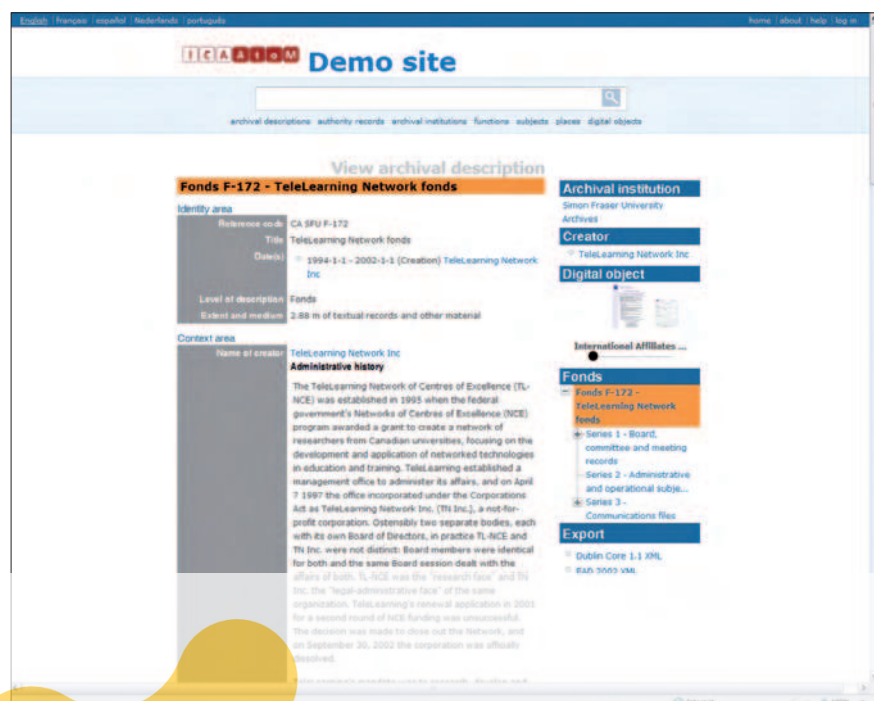 English | français | español | Nederlands | português
home | about | help | log in
ICA AtoM Demo site
archival descriptions authority records archival institutions functions subjects places digital objects
View archival description
Fonds F-172 - TeleLearning Network fonds
Identity area
Reference code CA SFU F-172
Title TeleLearning Network fonds
Date(s) 1994-1-1 - 2002-1-1 (Creation) TeleLearning Network
Inc
Level of description Fonds
Extent and medium 2.88 m of textual records and other material
Context area
Name of creator TeleLearning Network Inc
Administrative history
The TeleLearning Network of Centres of Excellence (TL-
NCE) was established in 1995 when the federal
government's Networks of Centres of Excellence (NCE)
program awarded a grant to create a network of
researchers from Canadian universities, focusing on the
development and application of networked technologies
in education and training. TeleLearning established a
management office to administer its affairs, and on April
7 1997 the office incorporated under the Corporations
Act as TeleLearning Network Inc. (TN Inc.), a not-for-
profit corporation. Ostensibly two separate bodies, each
with its own Board of Directors, in practice TL-NCE and
TN Inc. were not distinct: Board members were identical
for both and the same Board session dealt with the
affairs of both. TL-NCE was the "research face" and TN
Inc. the "legal-administrative face" of the same
organization. TeleLearning's renewal application in 2001
for a second round of NCE funding was unsuccessful.
The decision was made to close out the Network, and
on September 30, 2002 the corporation was officially
dissolved.
Archival institution
Simon Fraser University
Archives
Creator
TeleLearning Network Inc
Digital object
International Affiliates ...
Fonds
Fonds F-172 -
TeleLearning Network
fonds
Series 1 - Board,
committee and meeting
records
Series 2 - Administrative
and operational subje...
Series 3 -
Communications files
Export
Dublin Core 1.1 XML
EAD 2002 XML